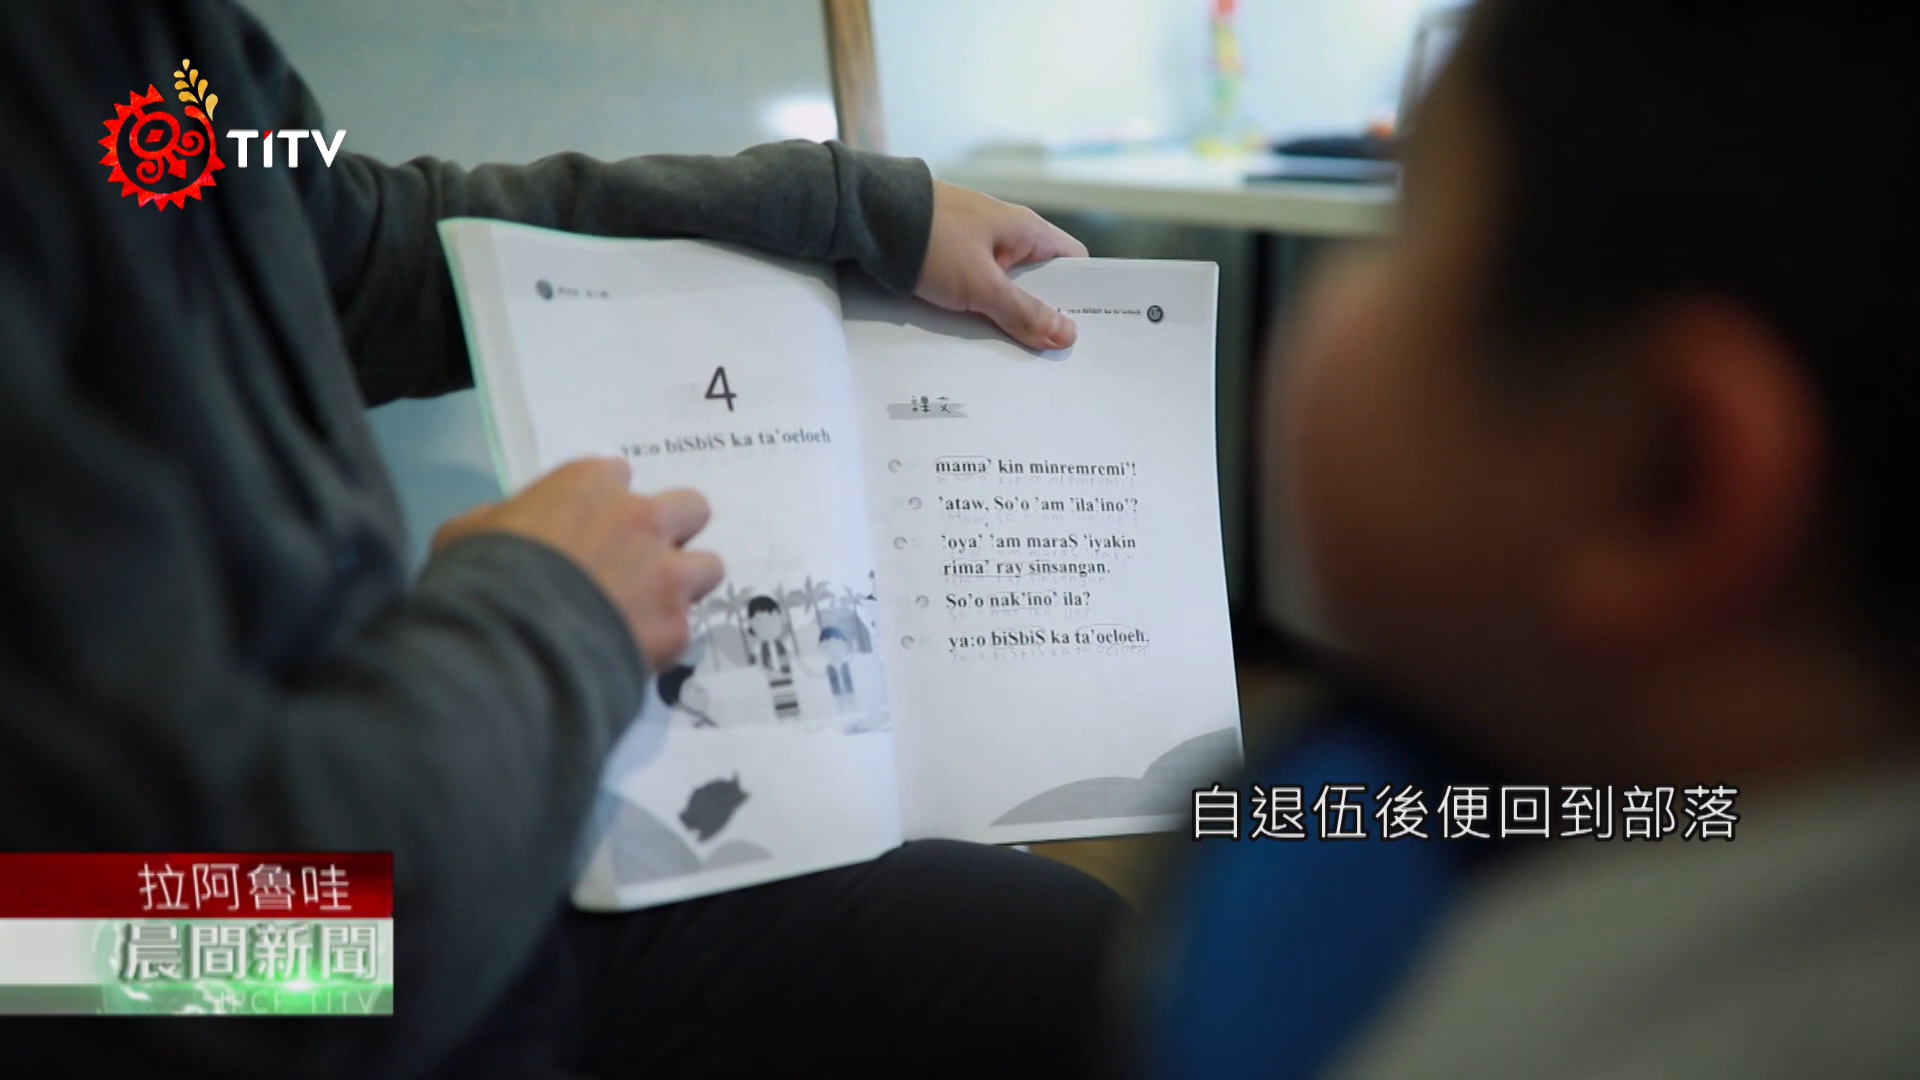 TiTV
4
ya:o biSbiS ka ta'oeloeh
課文
mama' kin minremremi'!
'ataw, So'o 'am 'ila'ino'?
'oya' 'am maraS 'iyakin
rima' ray sinsangan.
So'o nak'ino' ila?
ya:o biSbiS ka ta'oeloeh.
自退伍後便回到部落
拉阿魯哇
晨間新聞
IPCF-TITV